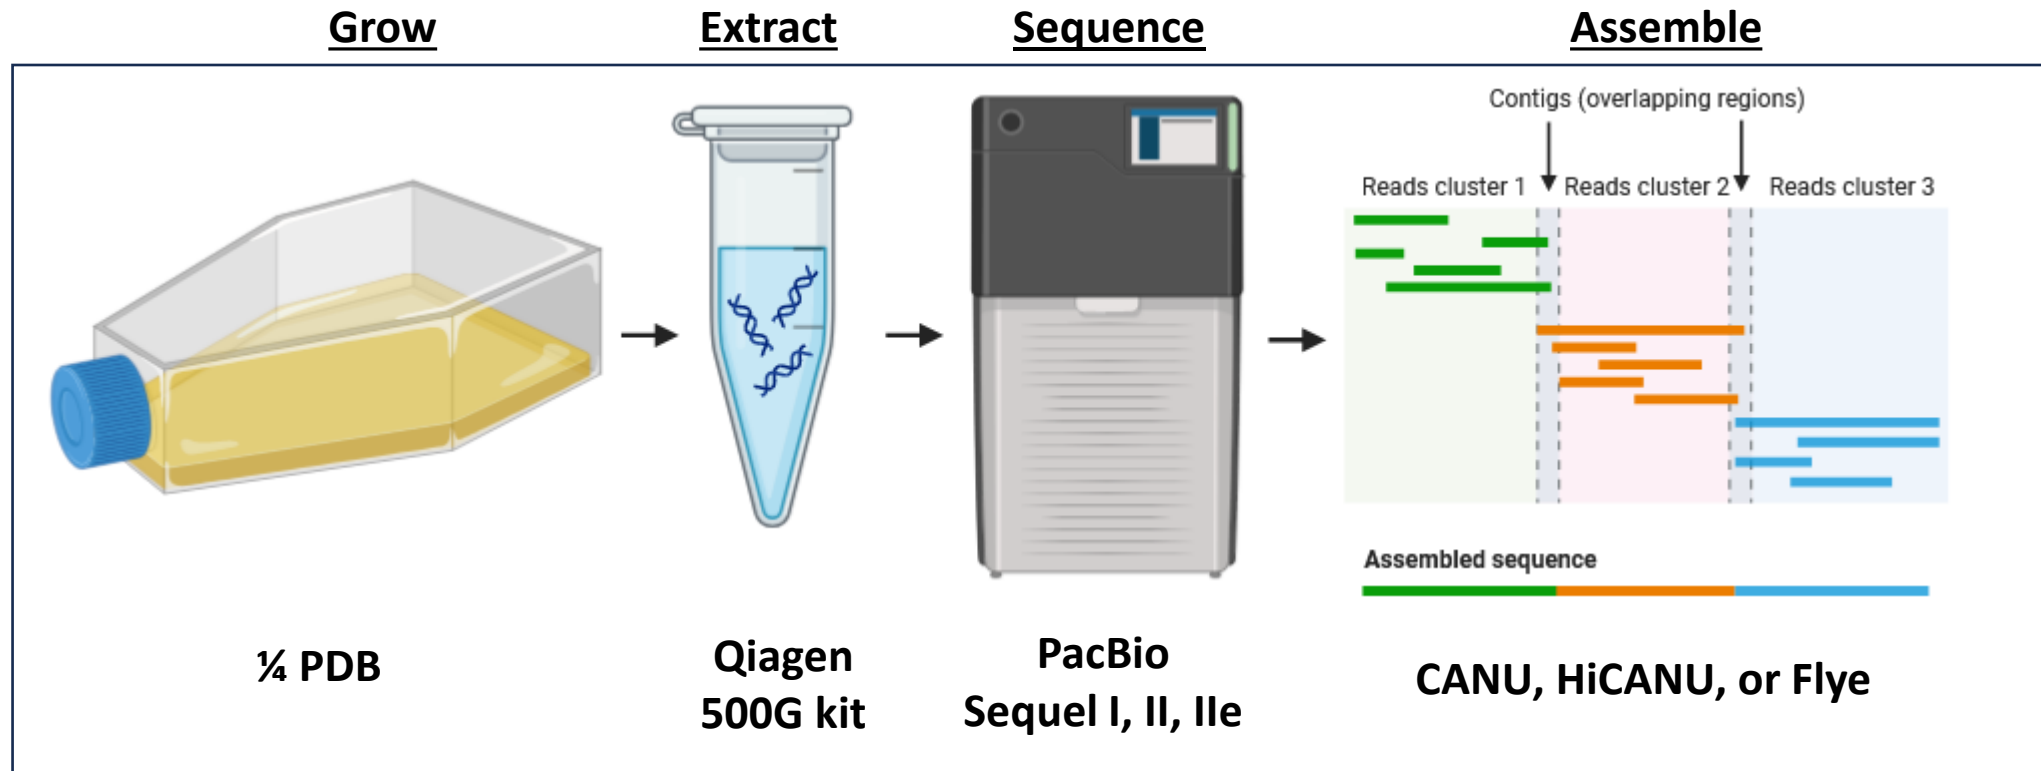 Grow
Extract
Sequence
Assemble
Contigs (overlapping regions)
Reads cluster 1
Reads cluster 2
Reads cluster 3
Assembled sequence
¼ PDB
Qiagen
500G kit
PacBio
Sequel I, II, IIe
CANU, HiCANU, or Flye